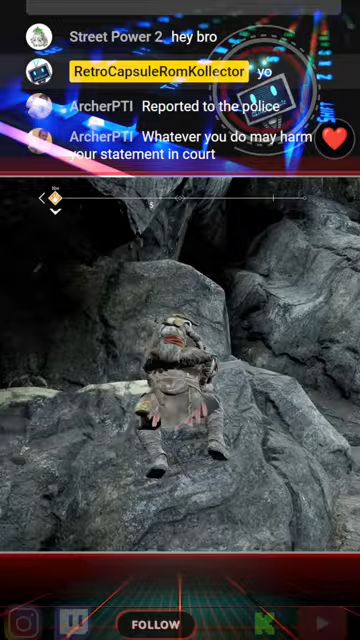 Street Power 2 hey bro
RetroCapsuleRomKollector yo
ArcherPTI Reported to the police
ArcherPTI Whatever you do may harm
your statement in court
S
FOLLOW